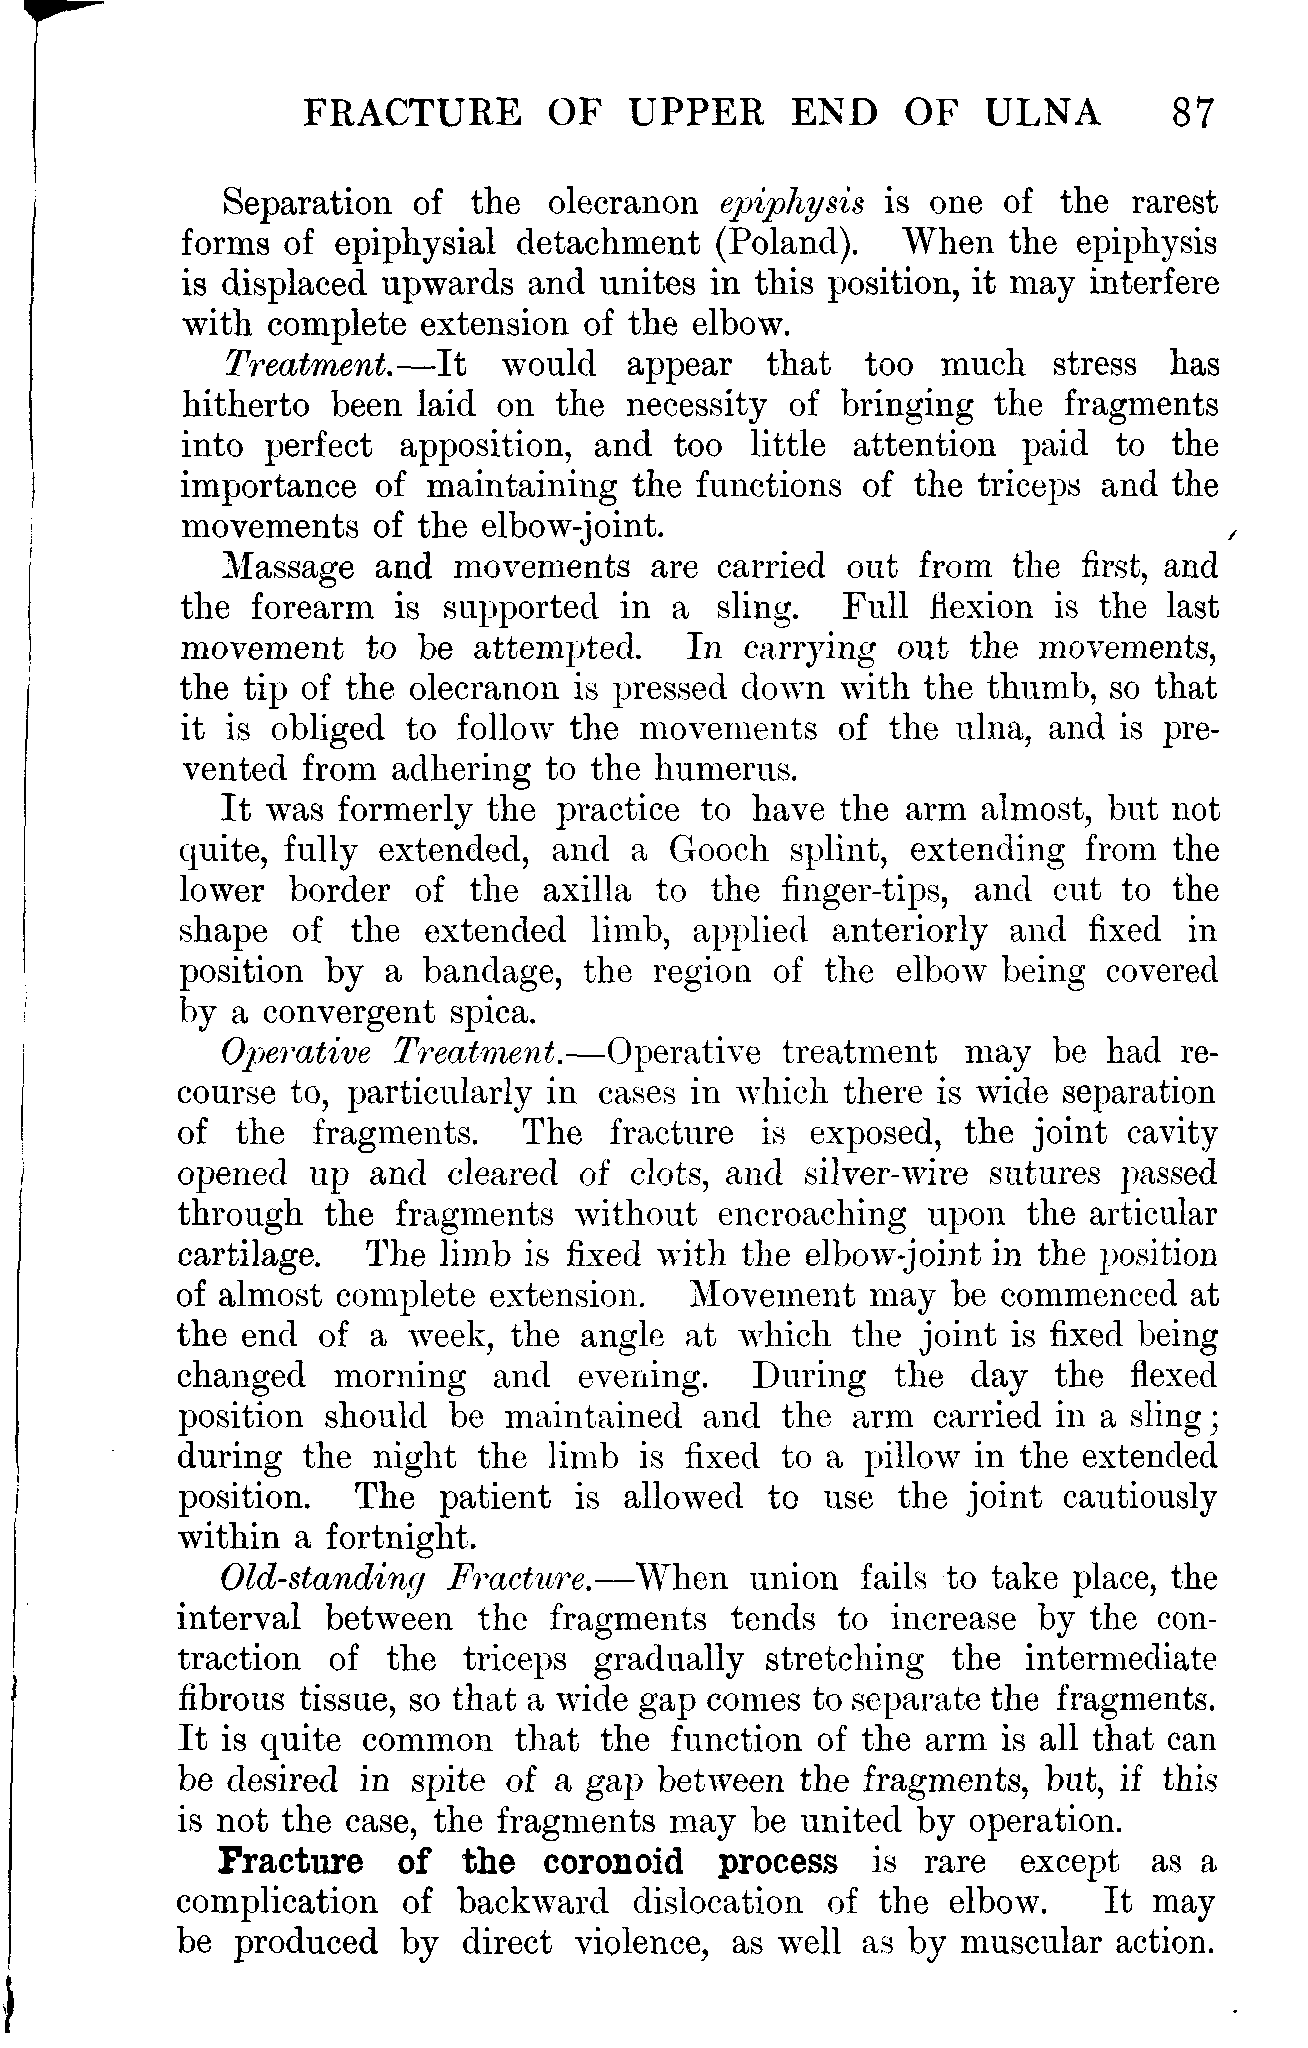 FRACTURE OF UPPER END OF ULNA 87
Separation of the olecranon epiphysis is one of the rarest
forms of epiphysial detachment (Poland). When the epiphysis
is displaced upwards and unites in this position, it may interfere
with complete extension of the elbow.
Treatment.—It would appear that too much stress has
hitherto been laid on the necessity of bringing the fragments
into perfect apposition, and too little attention paid to the
importance of maintaining the functions of the triceps and the
movements of the elbow-joint.
Massage and movements are carried out from the first, and
the forearm is supported in a sling. Full flexion is the last
movement to be attempted. In carrying out the movements,
the tip of the olecranon is pressed down with the thumb, so that
it is obliged to follow the movements of the ulna, and is pre-
vented from adhering to the humerus.
It was formerly the practice to have the arm almost, but not
quite, fully extended, and a Gooch splint, extending from the
lower border of the axilla to the finger-tips, and cut to the
shape of the extended limb, applied anteriorly and fixed in
position by a bandage, the region of the elbow being covered
by a convergent spica.
Operative Treatment.—Operative treatment may be had re-
course to, particularly in cases in which there is wide separation
of the fragments. The fracture is exposed, the joint cavity
opened up and cleared of clots, and silver-wire sutures passed
through the fragments without encroaching upon the articular
cartilage. The limb is fixed with the elbow-joint in the position
of almost complete extension. Movement may be commenced at
the end of a week, the angle at which the joint is fixed being
changed morning and evening. During the day the flexed
position should be maintained and the arm carried in a sling;
during the night the limb is fixed to a pillow in the extended
position. The patient is allowed to use the joint cautiously
within a fortnight.
Old-standing Fracture.—When union fails to take place, the
interval between the fragments tends to increase by the con-
traction of the triceps gradually stretching the intermediate
fibrous tissue, so that a wide gap comes to separate the fragments.
It is quite common that the function of the arm is all that can
be desired in spite of a gap between the fragments, but, if this
is not the case, the fragments may be united by operation.
Fracture of the coronoid process is rare except as a
complication of backward dislocation of the elbow. It may
be produced by direct violence, as well as by muscular action.